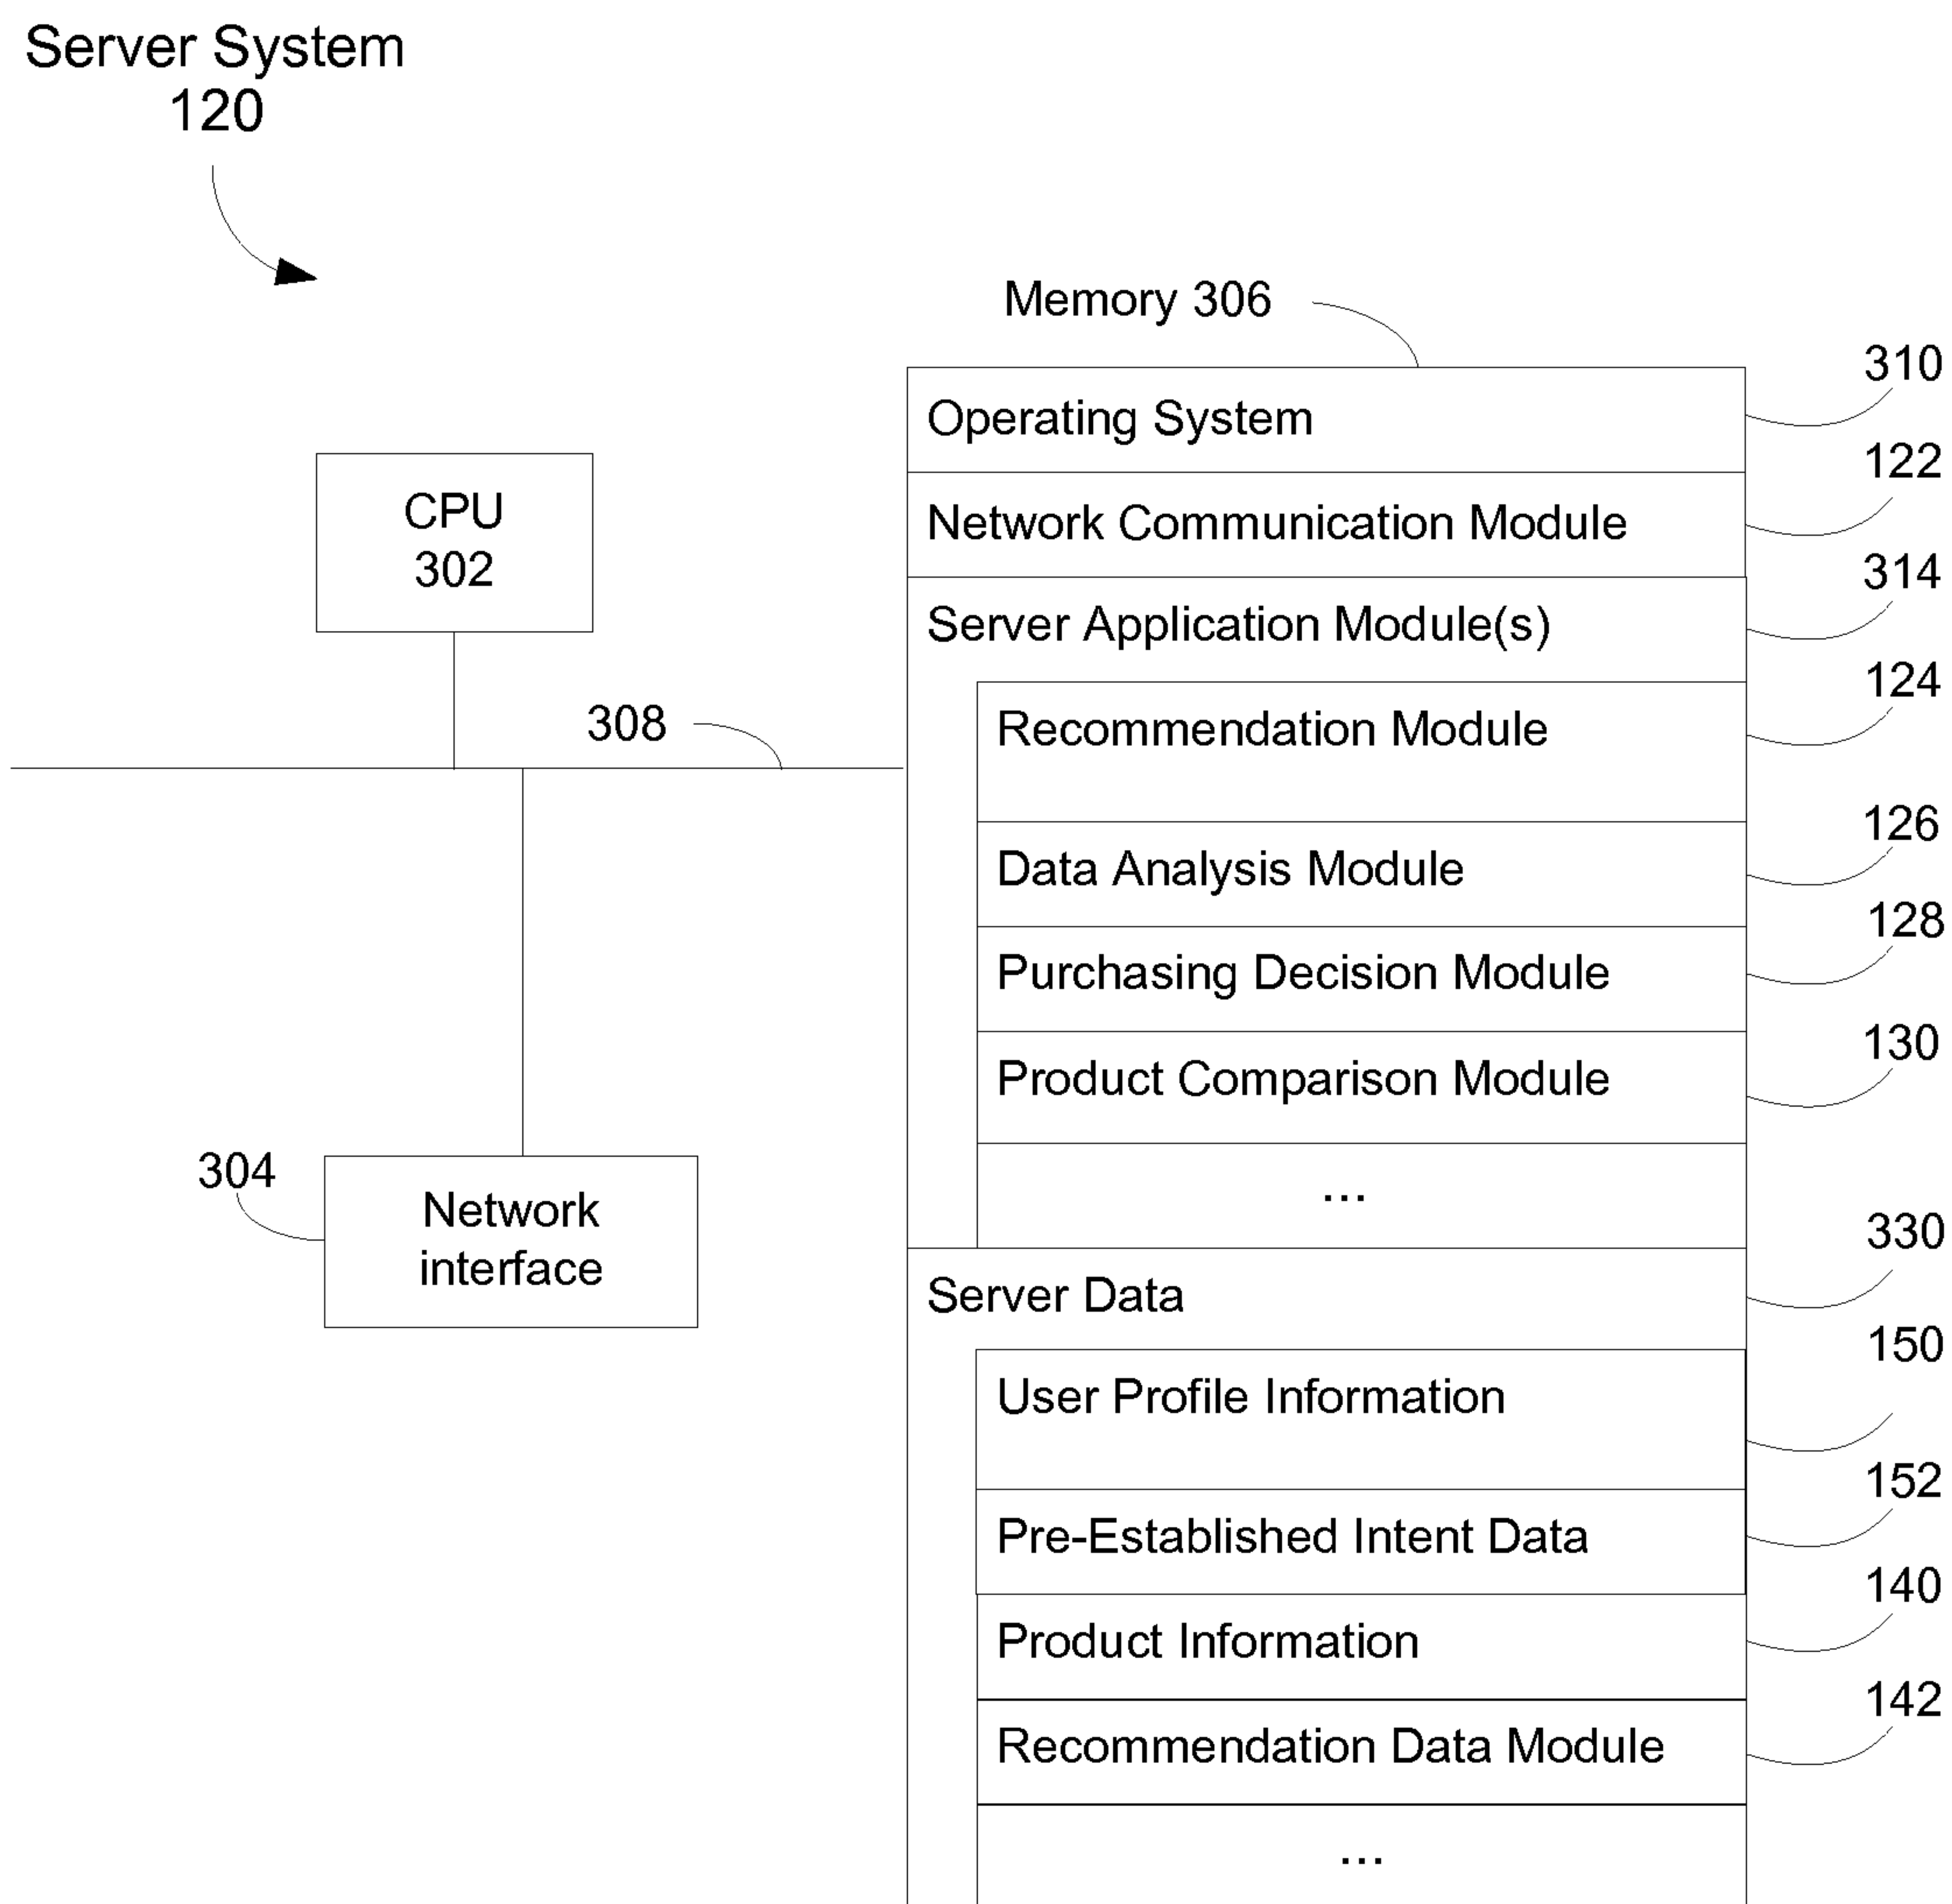 Server System
120
Memory 306
310
Operating System
122
Network Communication Module
CPU
302
314
Server Application Module(s)
124
Recommendation Module
308
126
Data Analysis Module
128
Purchasing Decision Module
130
Product Comparison Module
...
304
Network
interface
330
Server Data
150
User Profile Information
152
Pre-Established Intent Data
140
Product Information
142
Recommendation Data Module
...